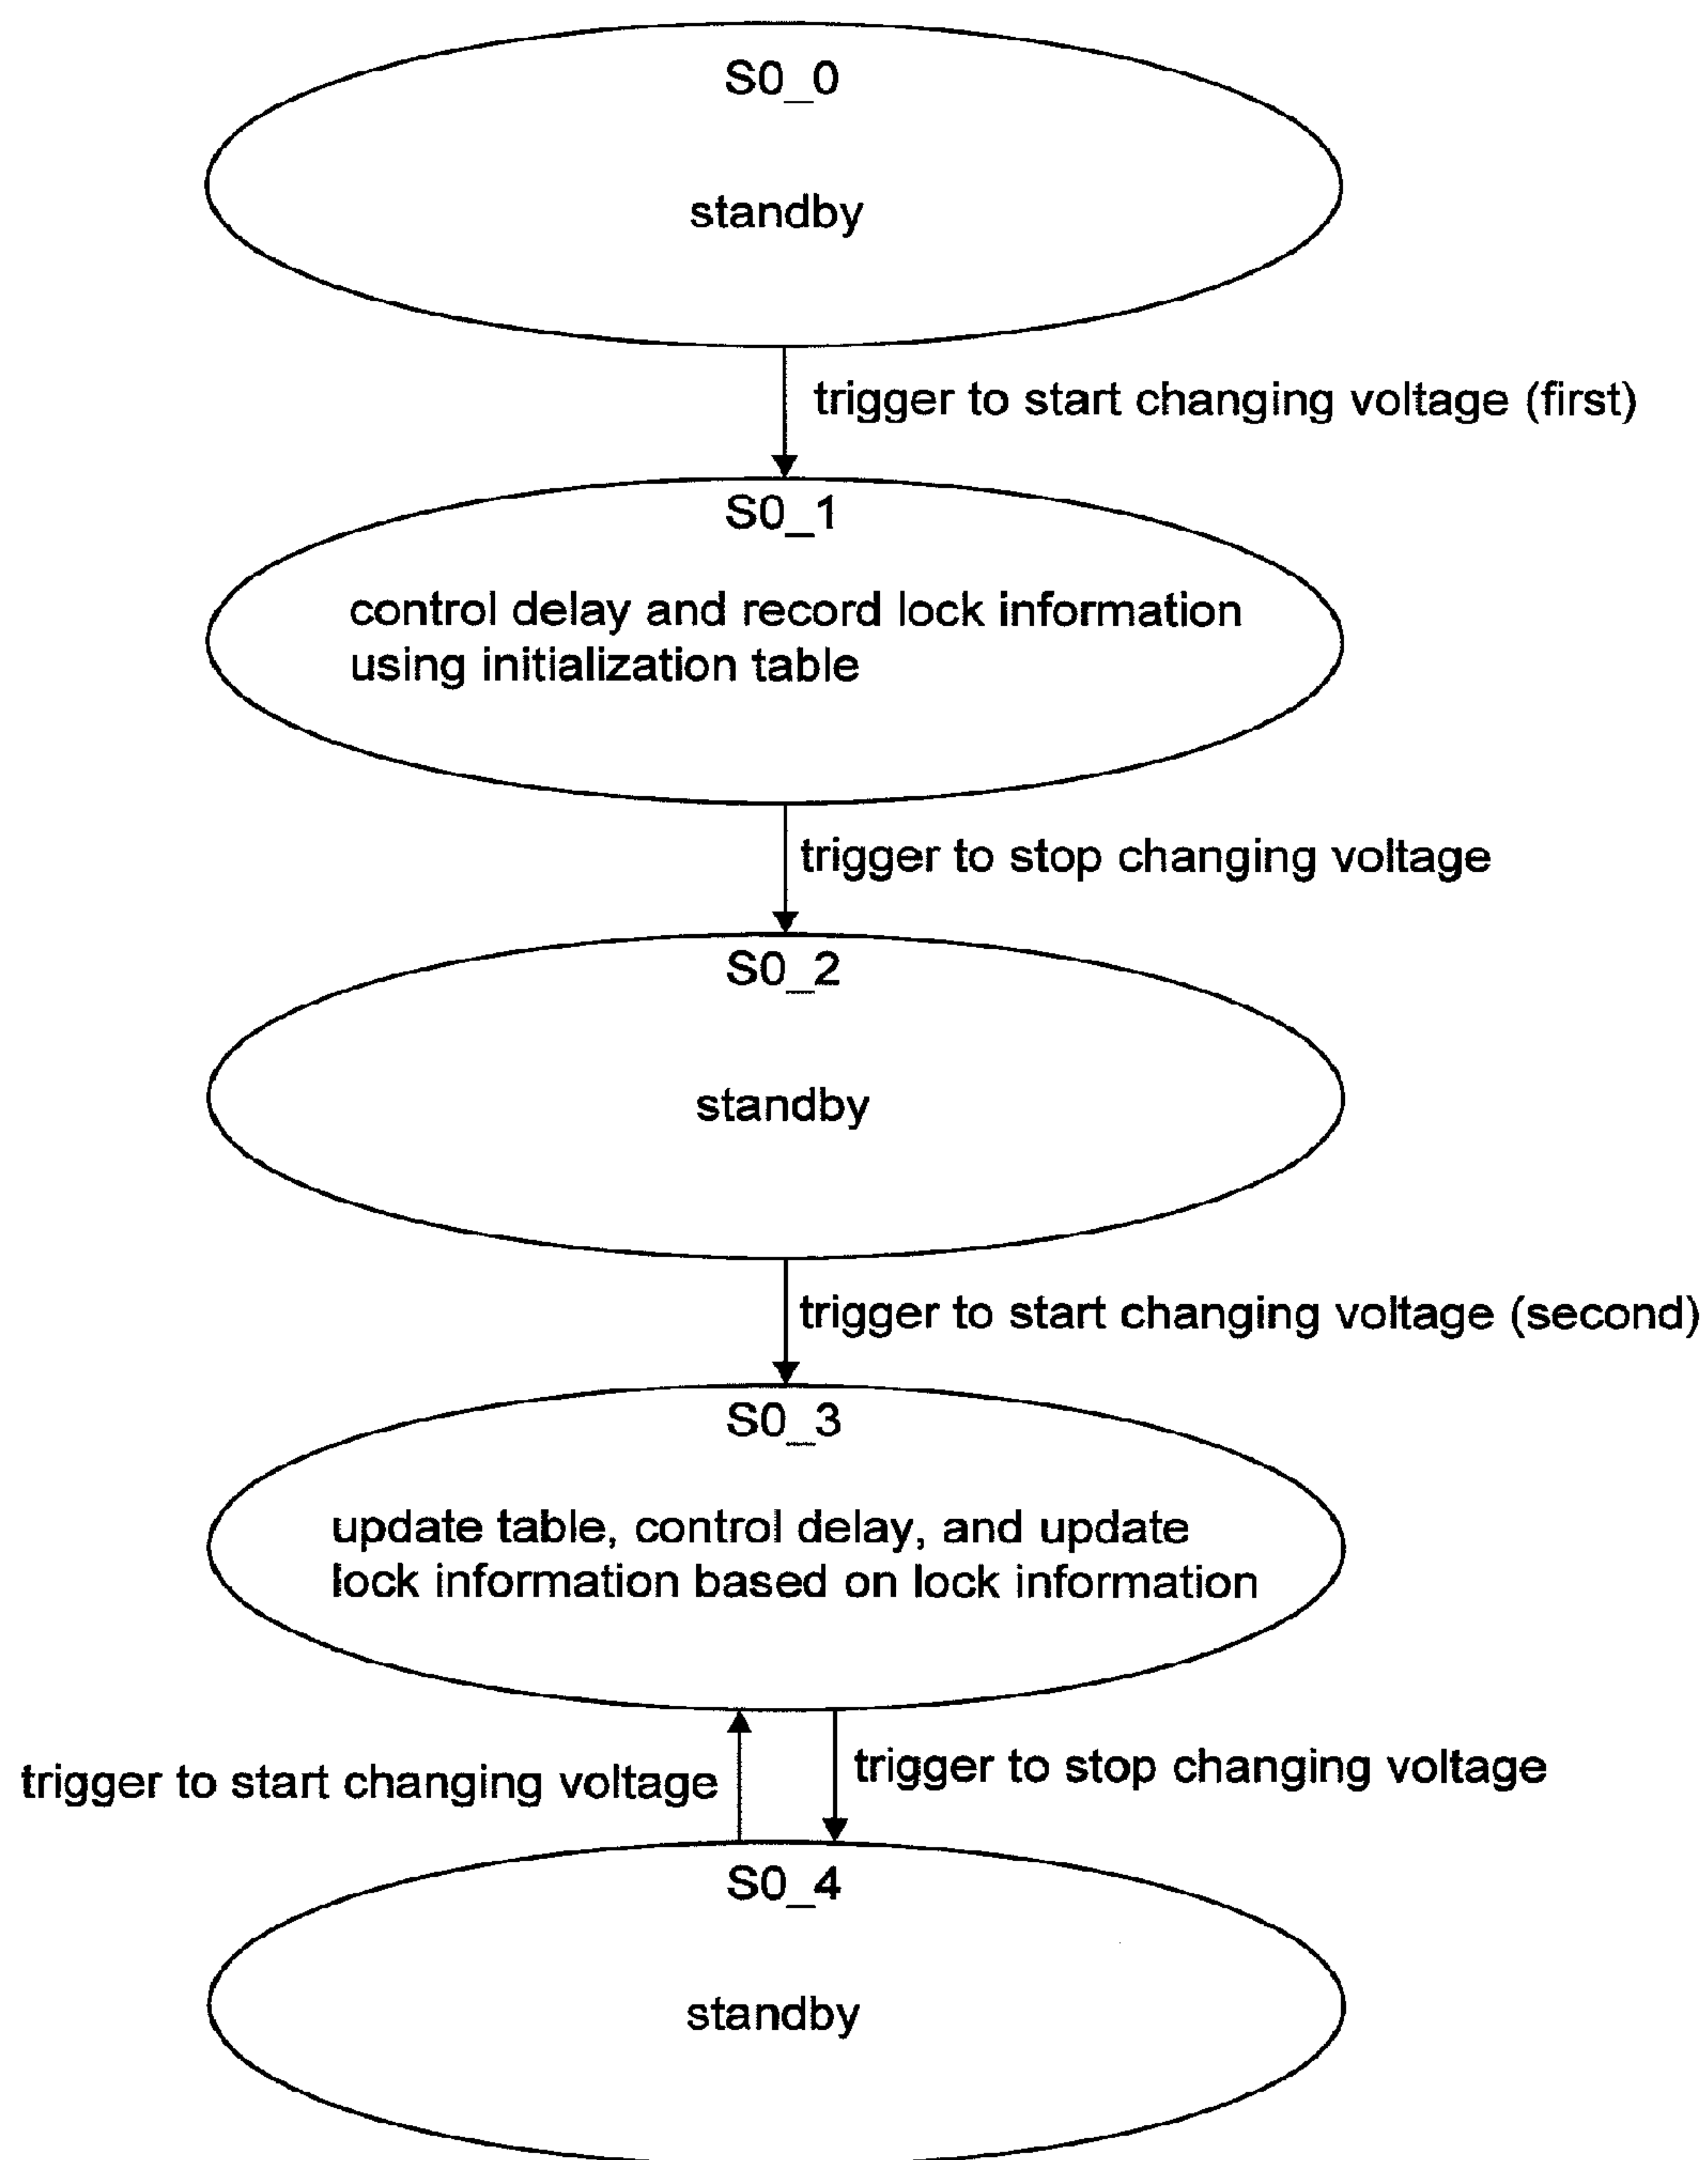 S0_0
standby
trigger to start changing voltage (first)
S0_1
control delay and record lock information
using initialization table
trigger to stop changing voltage
S0_2
standby
trigger to start changing voltage (second)
S0_3
update table, control delay, and update
lock information based on lock information
trigger to start changing voltage
trigger to stop changing voltage
S0_4
standby